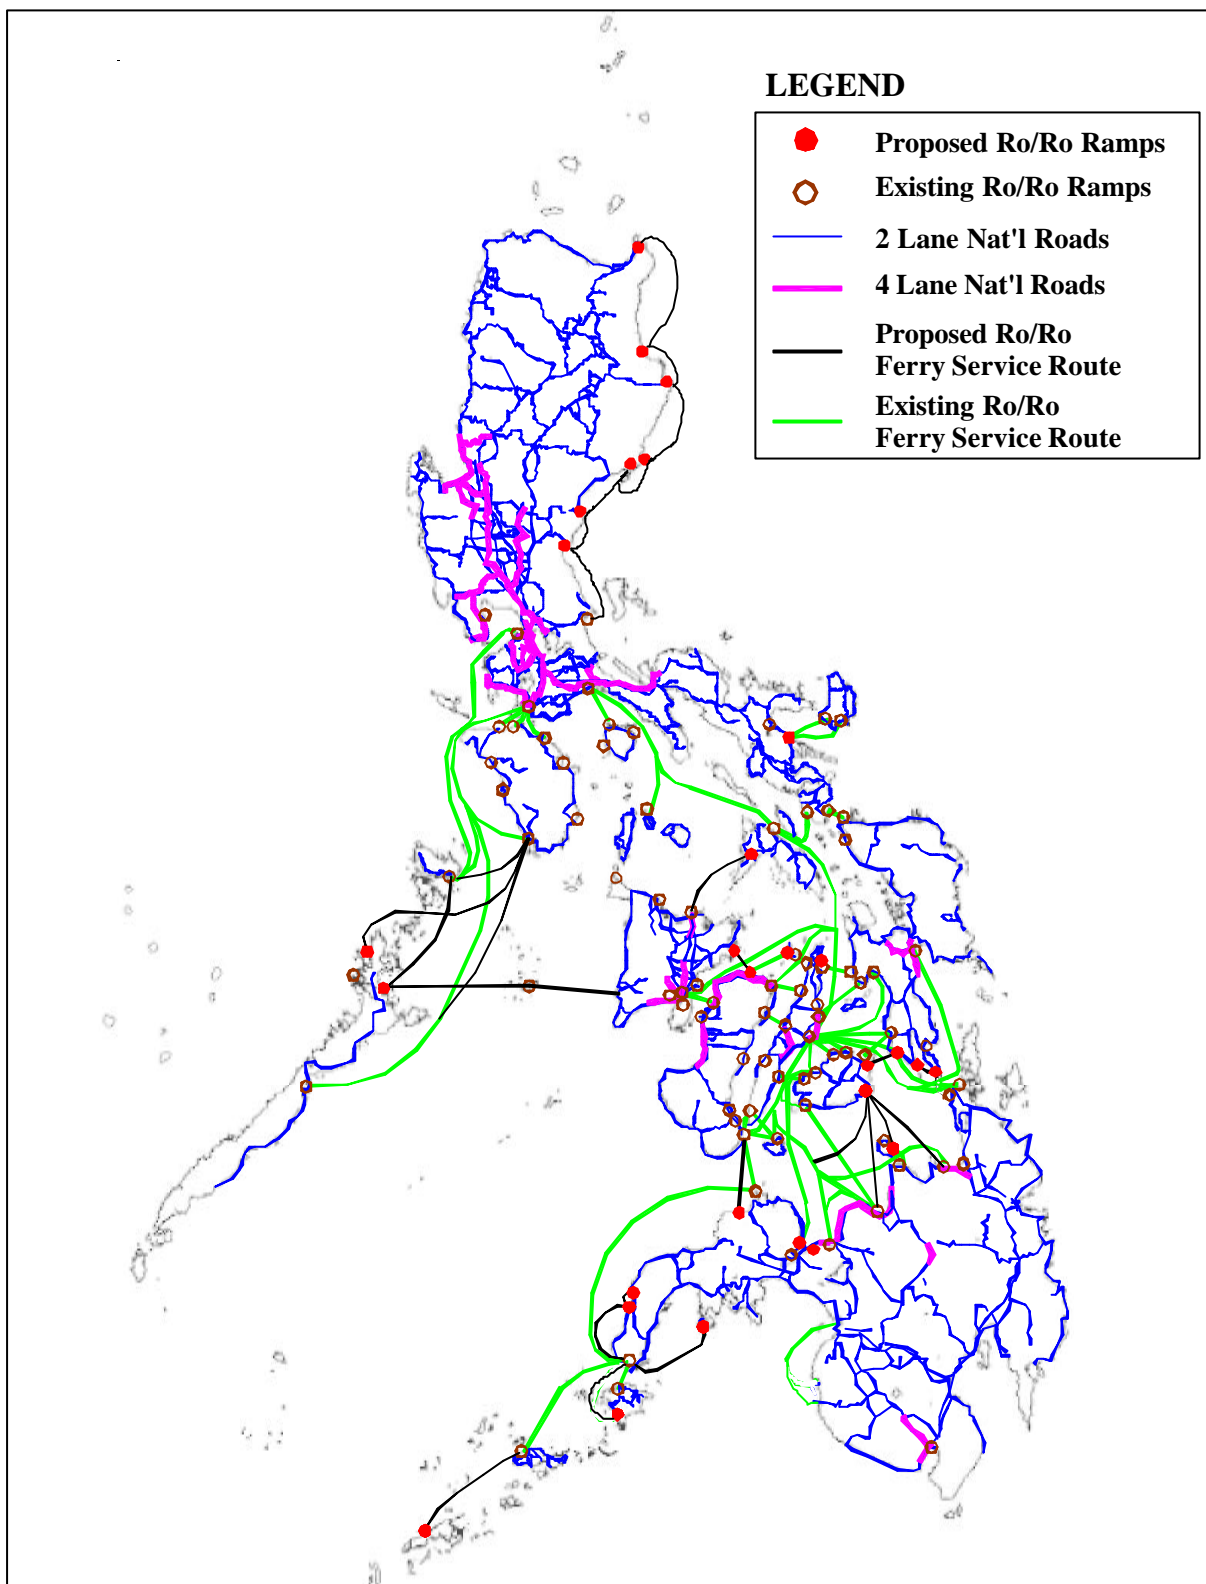 LEGEND
Proposed Ro/Ro Ramps
Existing Ro/Ro Ramps
2 Lane Nat'l Roads
4 Lane Nat'l Roads
Proposed Ro/Ro
Ferry Service Route
Existing Ro/Ro
Ferry Service Route